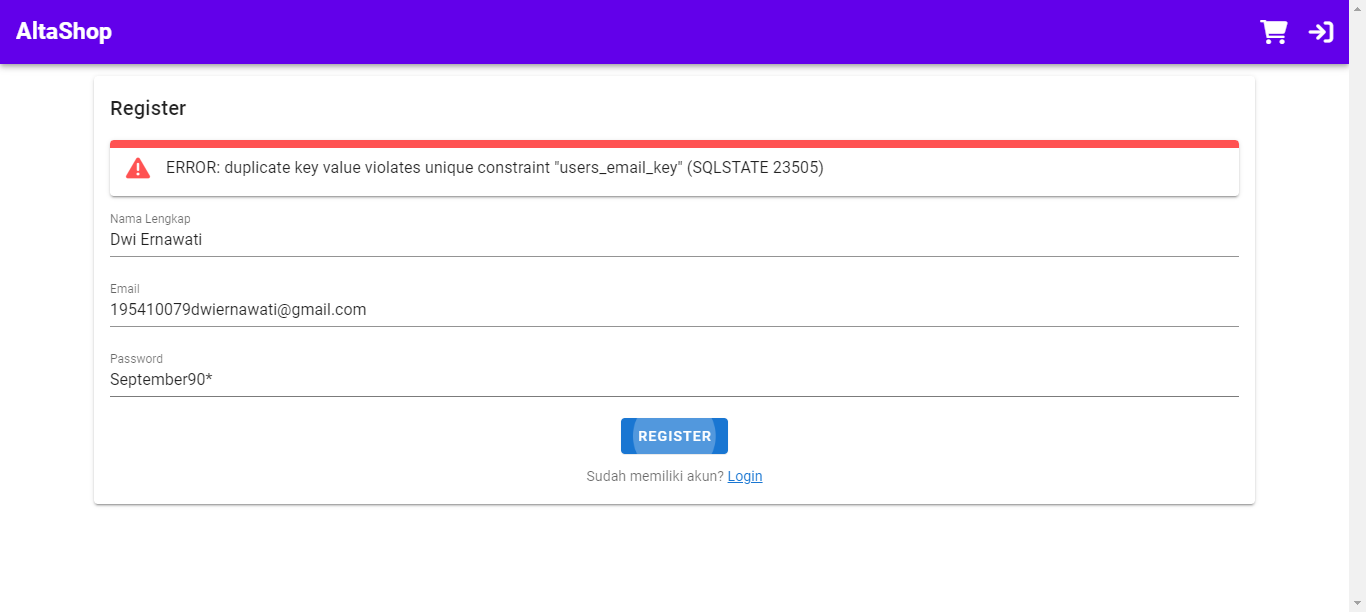 AltaShop
Register
ERROR: duplicate key value violates unique constraint "users_email_key" (SQLSTATE 23505)
Nama Lengkap
Dwi Ernawati
Email
195410079dwiernawati@gmail.com
Password
September90*
REGISTER
Sudah memiliki akun? Login